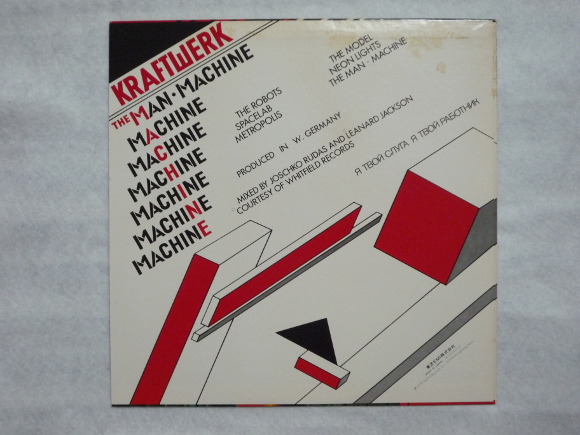 KRAFTWERK
THE MAN·MACHINE
MACHINE
MACHINE
MACHINE
MACHINE
MACHINE
MACHINE
THE ROBOTS
SPACELAB
METROPOLIS
THE MODEL
NEON LIGHTS
THE MAN·MACHINE
PRODUCED IN W. GERMANY
MIXED BY JOSCHKO RUDAS AND LEANARD JACKSON
COURTESY OF WHITFIELD RECORDS
Я ТВОЙ СЛУГА Я ТВОЙ РАБОТНИК